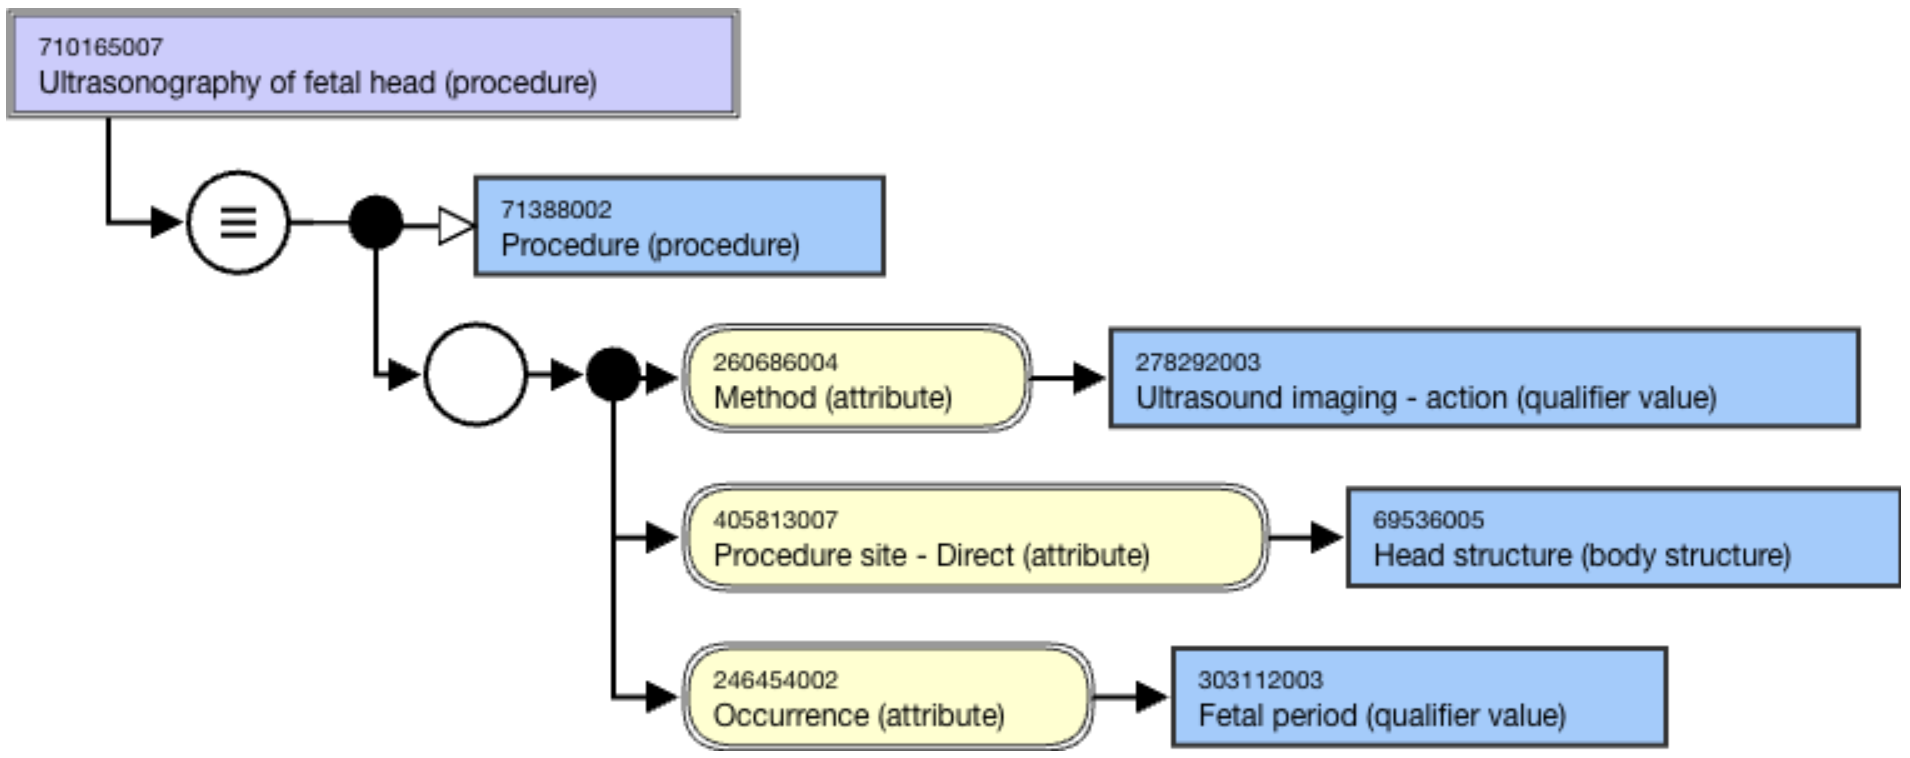 710165007
Ultrasonography of fetal head (procedure)
71388002
Procedure (procedure)
260686004
Method (attribute)
278292003
Ultrasound imaging - action (qualifier value)
405813007
Procedure site - Direct (attribute)
69536005
Head structure (body structure)
246454002
Occurrence (attribute)
303112003
Fetal period (qualifier value)